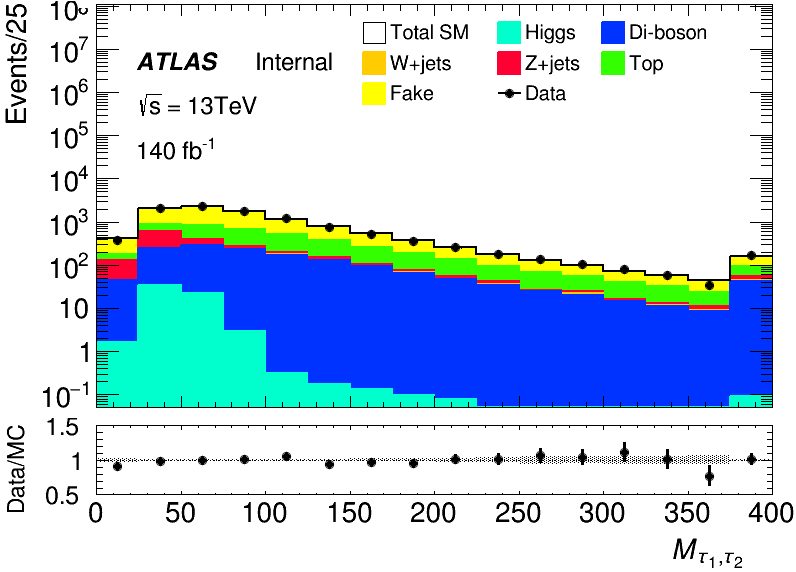 Events/25
10⁷
10⁶
10⁵
10⁴
10³
10²
10
1
10⁻¹
ATLAS Internal
√s = 13TeV
140 fb⁻¹
Total SM Higgs Di-boson
W+jets Z+jets Top
Fake Data
Data/MC
1.5
1
0.5
0 50 100 150 200 250 300 350 400
M_{τ₁,τ₂}